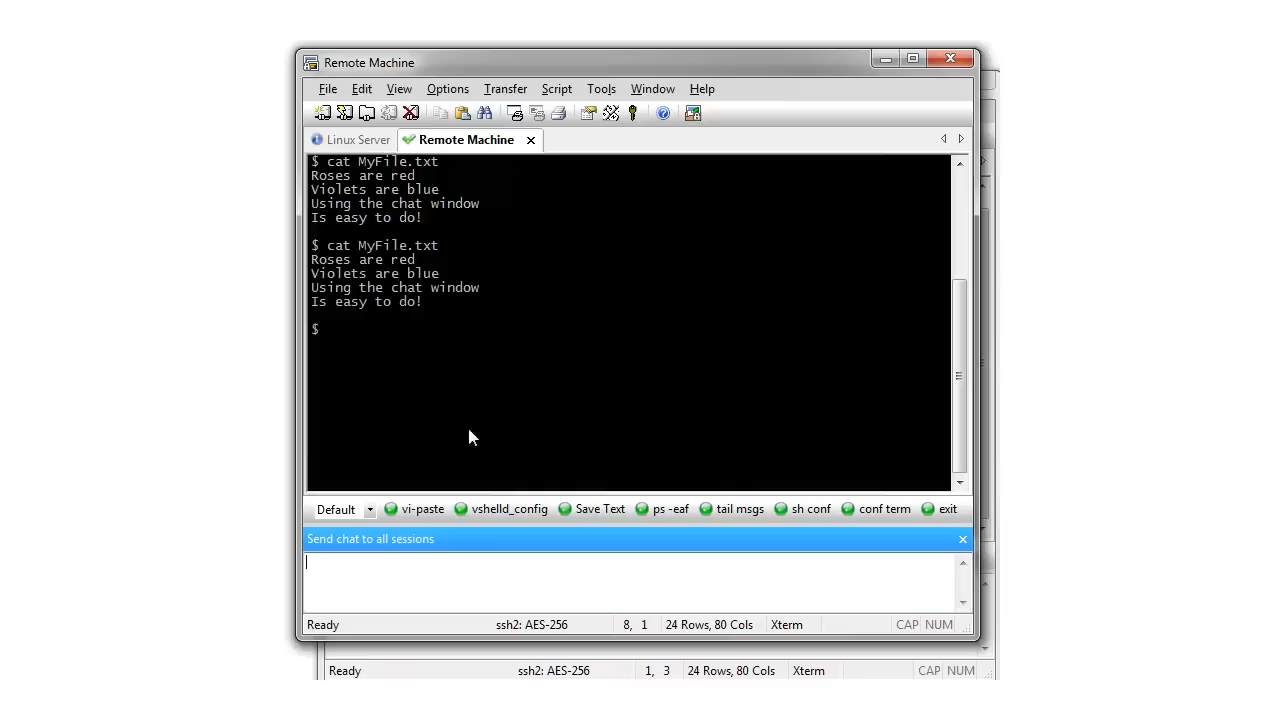 Remote Machine
File Edit View Options Transfer Script Tools Window Help
Linux Server Remote Machine
$ cat MyFile.txt
Roses are red
Violets are blue
Using the chat window
Is easy to do!
$ cat MyFile.txt
Roses are red
Violets are blue
Using the chat window
Is easy to do!
$
Default vi-paste vshelld_config Save Text ps -eaf tail msgs sh conf conf term exit
Send chat to all sessions
Ready ssh2: AES-256 8, 1 24 Rows, 80 Cols Xterm CAP NUM
Ready ssh2: AES-256 1, 3 24 Rows, 80 Cols Xterm CAP NUM